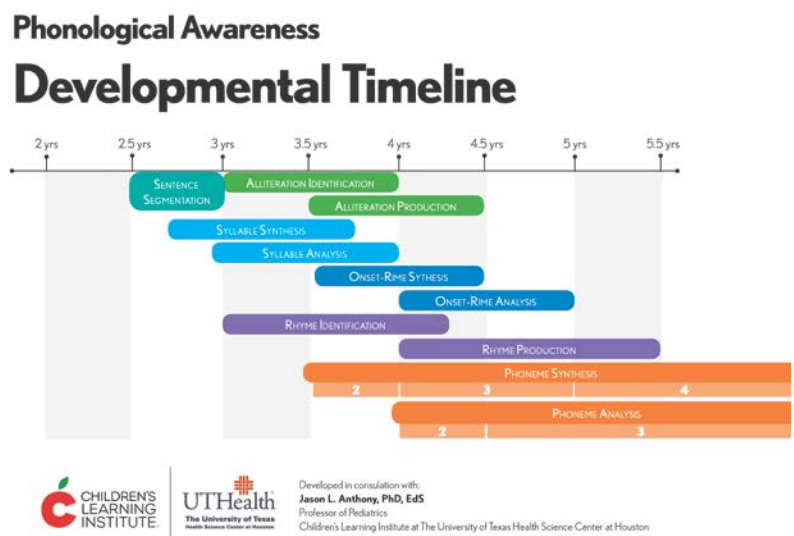 Phonological Awareness
Developmental Timeline
2 yrs 2.5 yrs 3 yrs 3.5 yrs 4 yrs 4.5 yrs 5 yrs 5.5 yrs
Sentence
Segmentation
Alliteration Identification
Alliteration Production
Syllable Synthesis
Syllable Analysis
Onset-Rime Sythesis
Onset-Rime Analysis
Rhyme Identification
Rhyme Production
Phoneme Synthesis
2 3 4
Phoneme Analysis
2 3
CHILDREN'S
LEARNING
INSTITUTE
UTHealth
The University of Texas
Health Science Center at Houston
Developed in consulation with:
Jason L. Anthony, PhD, EdS
Professor of Pediatrics
Children's Learning Institute at The University of Texas Health Science Center at Houston